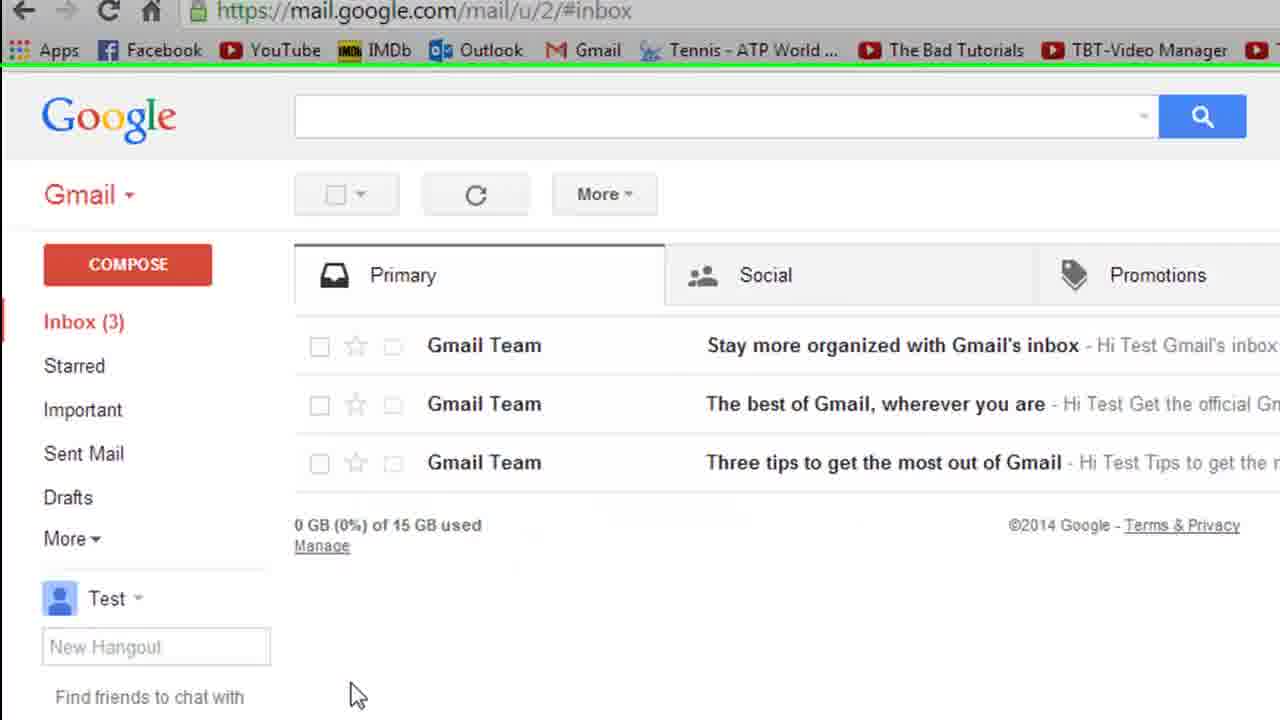 https://mail.google.com/mail/u/2/#inbox
Apps Facebook YouTube IMDb Outlook Gmail Tennis - ATP World ... The Bad Tutorials TBT-Video Manager
Google
Gmail
More
COMPOSE
Primary Social Promotions
Inbox (3)
Gmail Team Stay more organized with Gmail's inbox - Hi Test Gmail's inbox
Starred
Gmail Team The best of Gmail, wherever you are - Hi Test Get the official
Important
Sent Mail
Gmail Team Three tips to get the most out of Gmail - Hi Test Tips to get the
Drafts
0 GB (0%) of 15 GB used ©2014 Google - Terms & Privacy
More
Manage
Test
New Hangout
Find friends to chat with